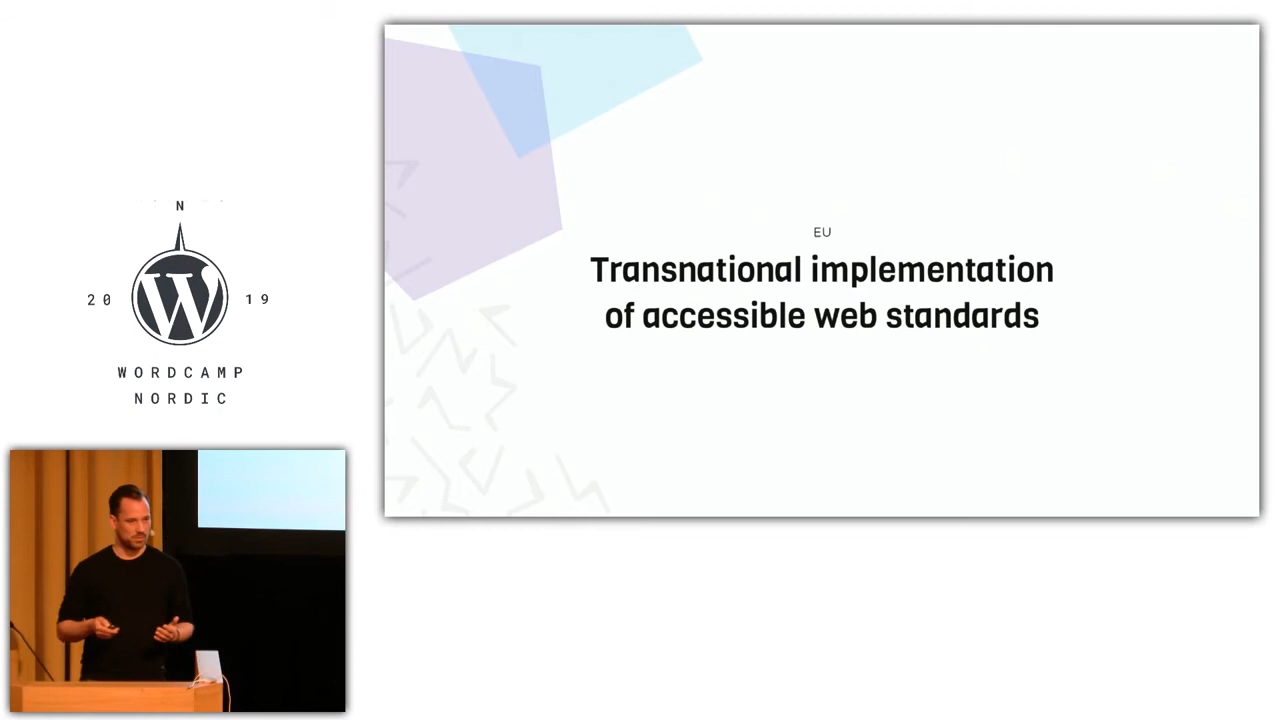 N
20 19
WORDCAMP
NORDIC
EU
Transnational implementation
of accessible web standards